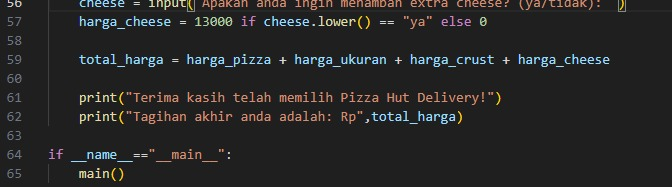 56 cheese = input("Apakah anda ingin menambah extra cheese? (ya/tidak): ")
57 harga_cheese = 13000 if cheese.lower() == "ya" else 0
58
59 total_harga = harga_pizza + harga_ukuran + harga_crust + harga_cheese
60
61 print("Terima kasih telah memilih Pizza Hut Delivery!")
62 print("Tagihan akhir anda adalah: Rp",total_harga)
63
64 if __name__=="__main__":
65 main()